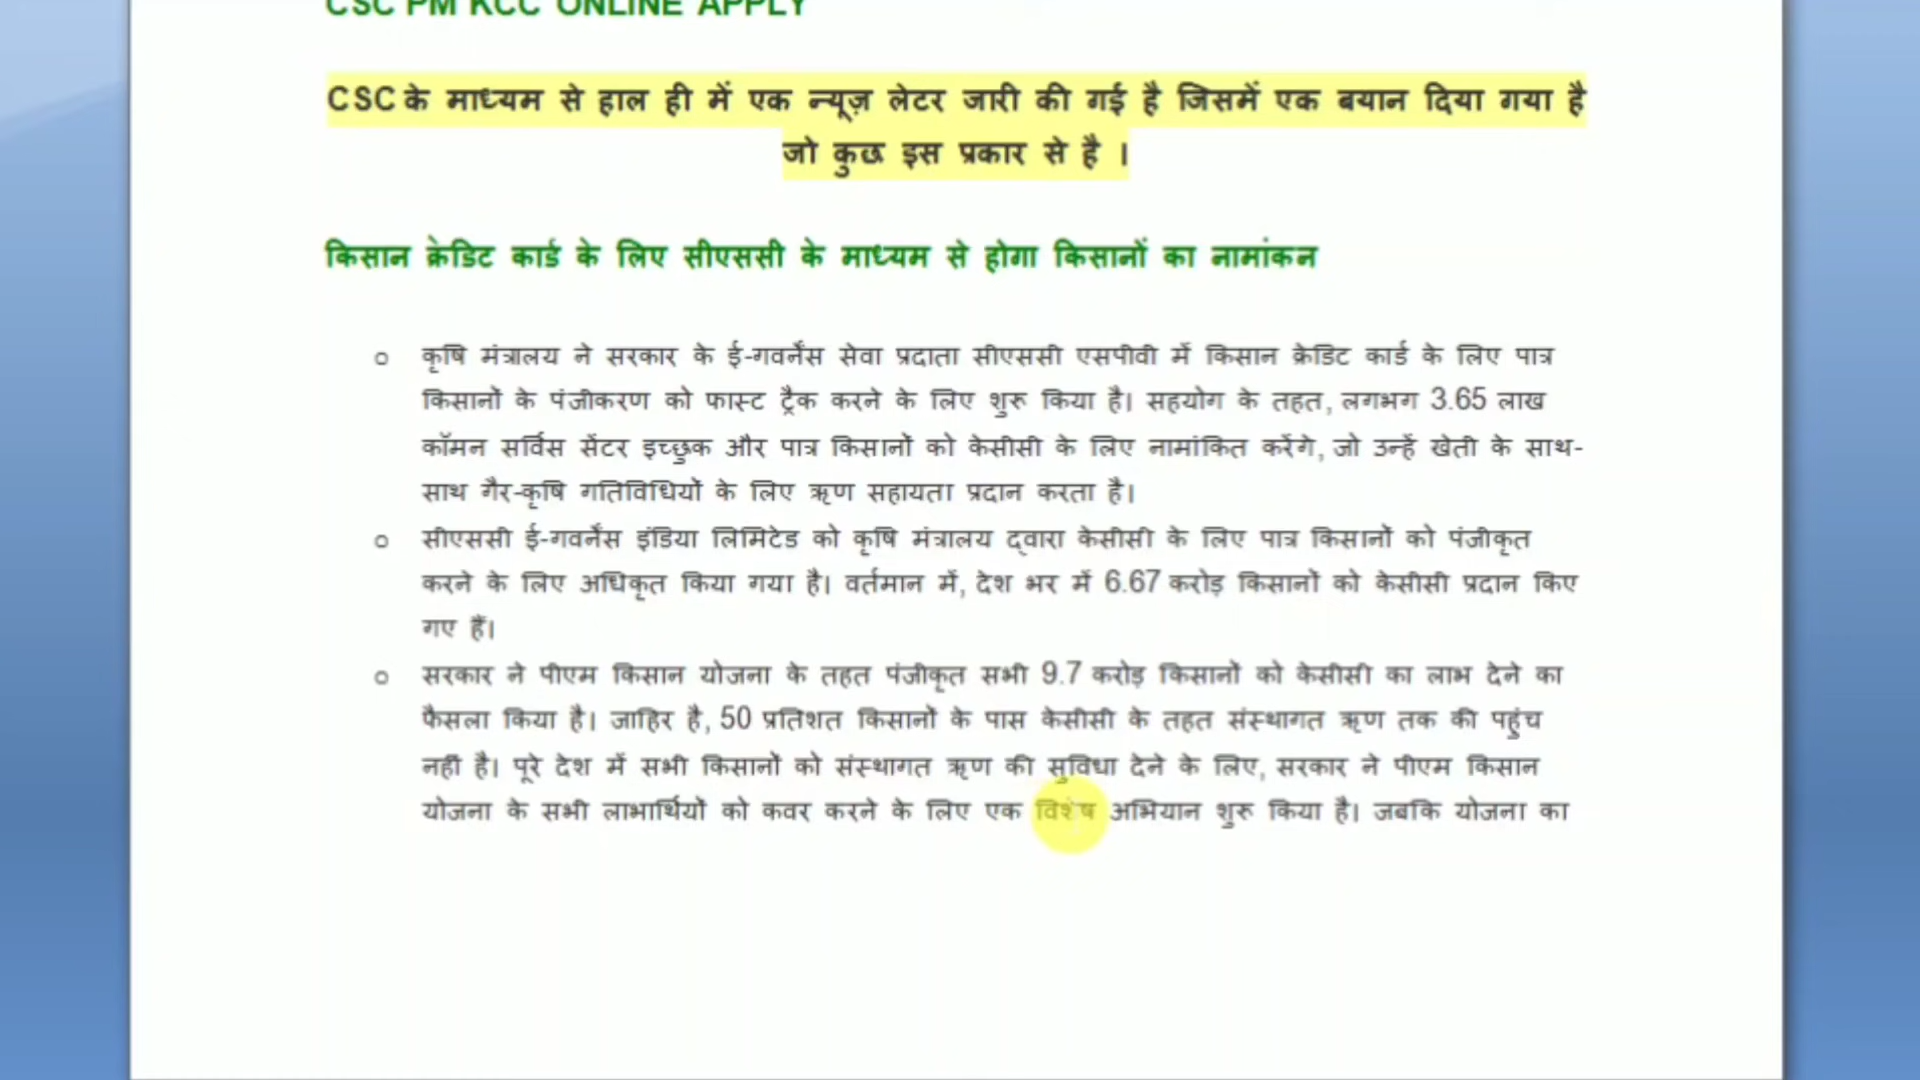 CSC PM KCC ONLINE APPLY
CSC के माध्यम से हाल ही में एक न्यूज़ लेटर जारी की गई है जिसमें एक बयान दिया गया है
जो कुछ इस प्रकार से है ।
किसान क्रेडिट कार्ड के लिए सीएससी के माध्यम से होगा किसानों का नामांकन
० कृषि मंत्रालय ने सरकार के ई-गवर्नेंस सेवा प्रदाता सीएससी एसपीवी में किसान क्रेडिट कार्ड के लिए पात्र
किसानों के पंजीकरण को फास्ट ट्रैक करने के लिए शुरू किया है। सहयोग के तहत, लगभग 3.65 लाख
कॉमन सर्विस सेंटर इच्छुक और पात्र किसानों को केसीसी के लिए नामांकित करेंगे, जो उन्हें खेती के साथ-
साथ गैर-कृषि गतिविधियों के लिए ऋण सहायता प्रदान करता है।
० सीएससी ई-गवर्नेंस इंडिया लिमिटेड को कृषि मंत्रालय द्वारा केसीसी के लिए पात्र किसानों को पंजीकृत
करने के लिए अधिकृत किया गया है। वर्तमान में, देश भर में 6.67 करोड़ किसानों को केसीसी प्रदान किए
गए हैं।
० सरकार ने पीएम किसान योजना के तहत पंजीकृत सभी 9.7 करोड़ किसानों को केसीसी का लाभ देने का
फैसला किया है। जाहिर है, 50 प्रतिशत किसानों के पास केसीसी के तहत संस्थागत ऋण तक की पहुंच
नहीं है। पूरे देश में सभी किसानों को संस्थागत ऋण की सुविधा देने के लिए, सरकार ने पीएम किसान
योजना के सभी लाभार्थियों को कवर करने के लिए एक विशेष अभियान शुरू किया है। जबकि योजना का